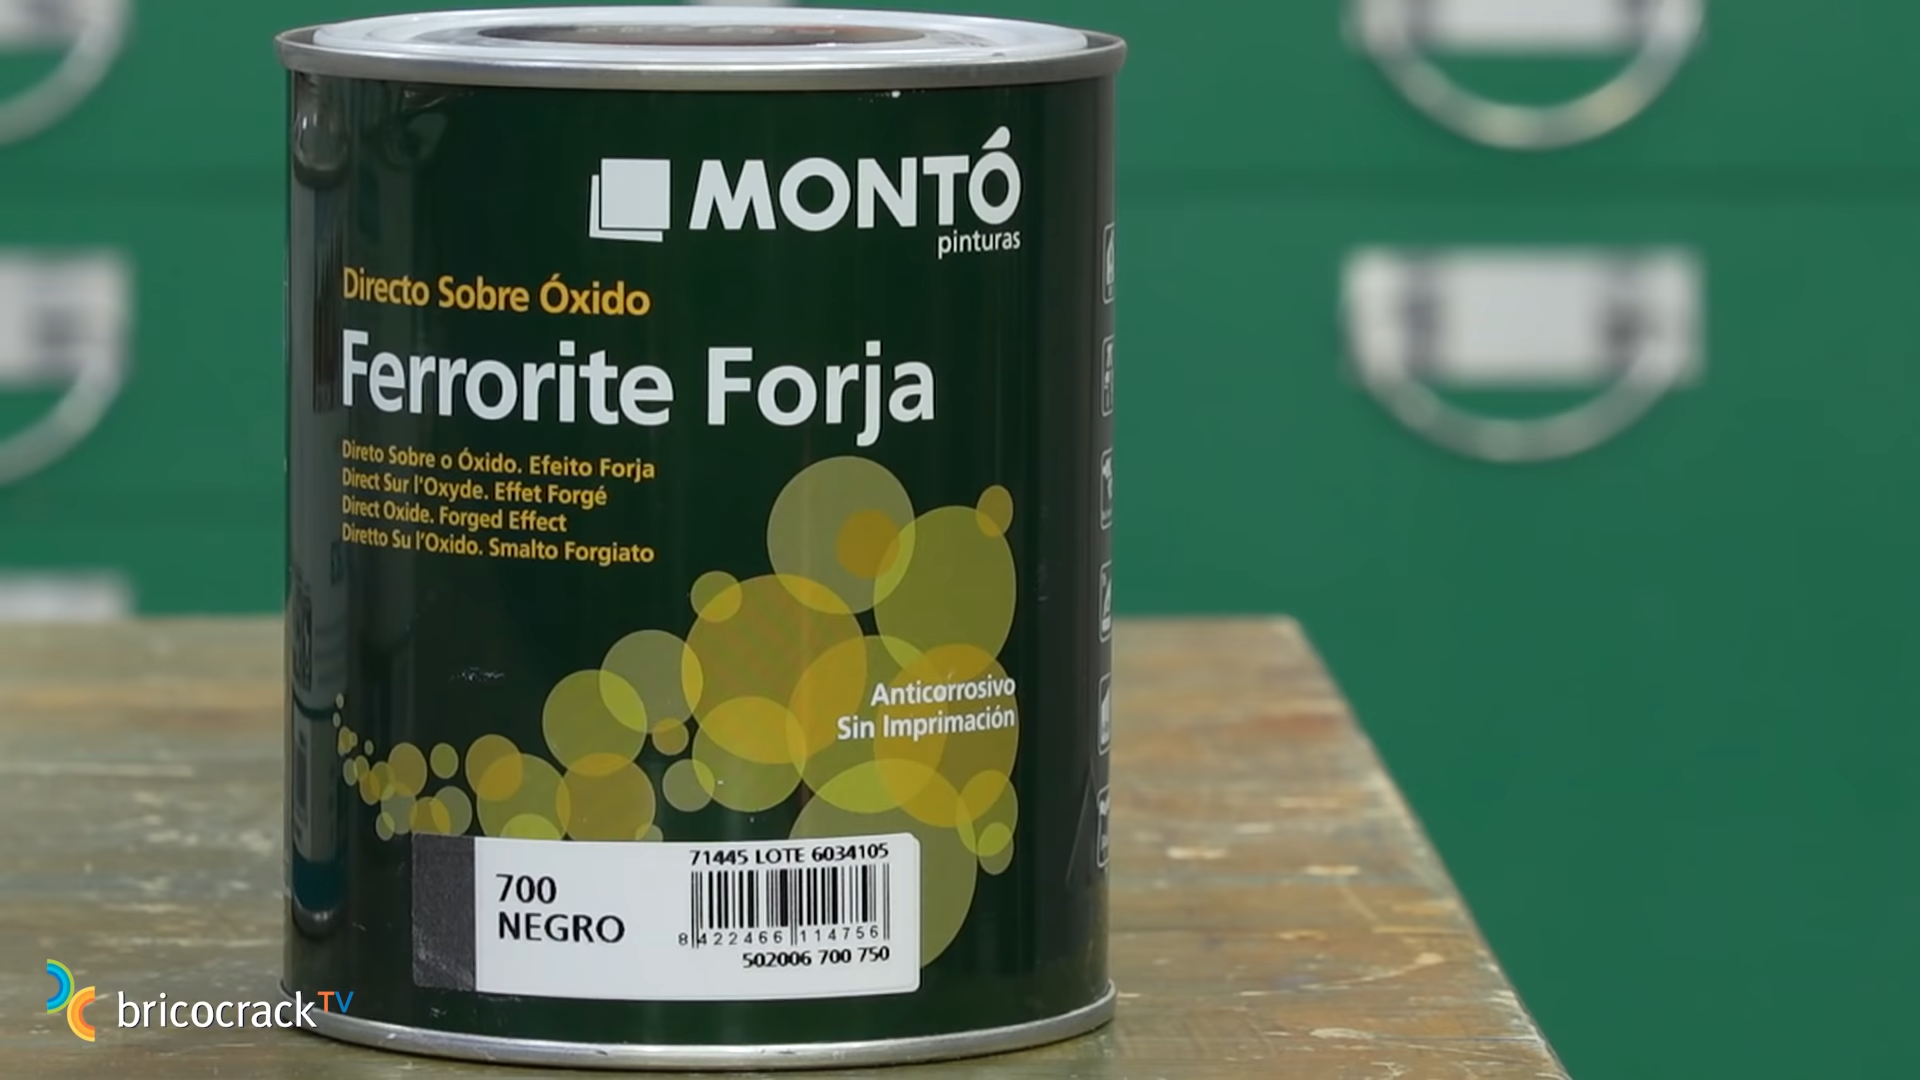 MONTÓ
pinturas
Directo Sobre Óxido
Ferrorite Forja
Direto Sobre o Óxido. Efeito Forja
Direct Sur l'Oxyde. Effet Forgé
Direct Oxide. Forged Effect
Diretto Su l'Oxido. Smalto Forgiato
Anticorrosivo
Sin Imprimación
71445 LOTE 6034105
700
NEGRO
8 422466 114756
502006 700 750
bricocrackTV